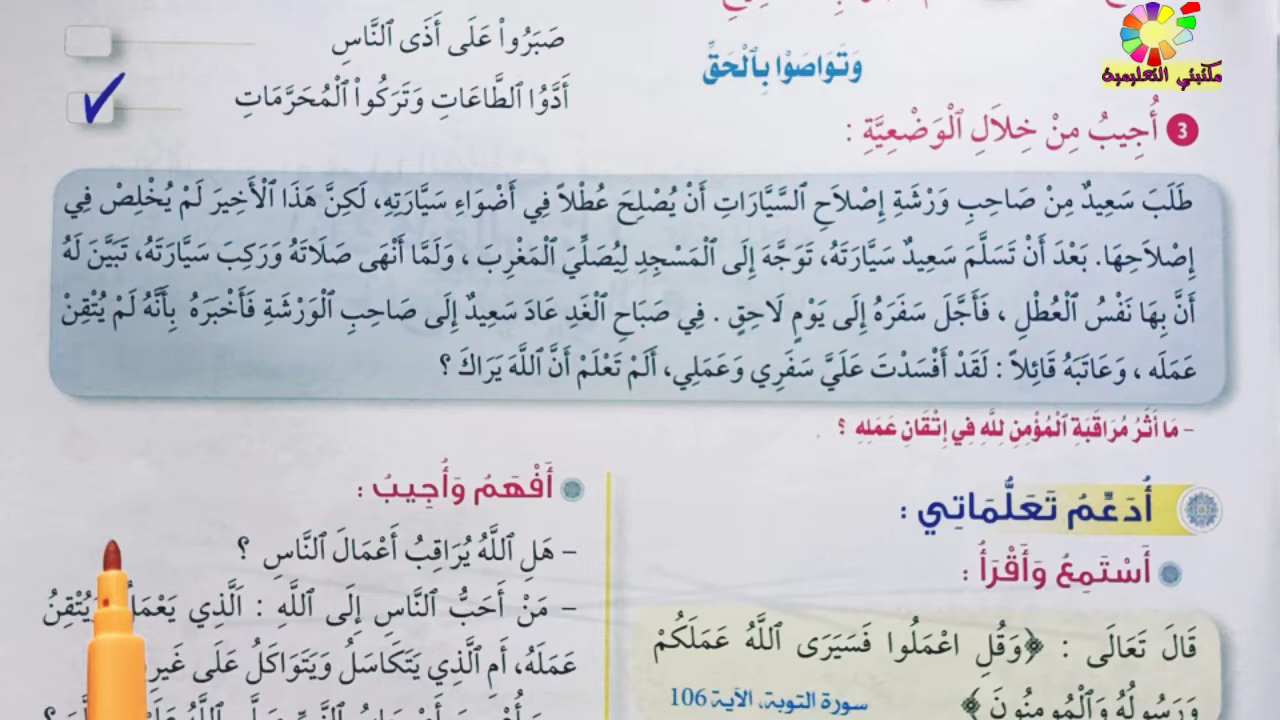 مكتبتي التعليمية
صَبَرُواْ عَلَى أَذَى ٱلنَّاسِ
وَتَوَاصَوْا بِٱلْحَقِّ
أَدَّوُا ٱلطَّاعَاتِ وَتَرَكُواْ ٱلْمُحَرَّمَاتِ
3 أُجِيبُ مِنْ خِلَالِ ٱلْوَضْعِيَّةِ :
طَلَبَ سَعِيدٌ مِنْ صَاحِبِ وَرْشَةِ إِصْلَاحِ ٱلسَّيَّارَاتِ أَنْ يُصْلِحَ عُطْلاً فِي أَضْوَاءِ سَيَّارَتِهِ، لَكِنَّ هَذَا ٱلْأَخِيرَ لَمْ يُخْلِصْ فِي
إِصْلَاحِهَا. بَعْدَ أَنْ تَسَلَّمَ سَعِيدٌ سَيَّارَتَهُ، تَوَجَّهَ إِلَى ٱلْمَسْجِدِ لِيُصَلِّيَ ٱلْمَغْرِبَ ، وَلَمَّا أَنْهَى صَلَاتَهُ وَرَكِبَ سَيَّارَتَهُ، تَبَيَّنَ لَهُ
أَنَّ بِهَا نَفْسُ ٱلْعُطْلِ ، فَأَجَّلَ سَفَرَهُ إِلَى يَوْمٍ لَاحِقٍ . فِي صَبَاحِ ٱلْغَدِ عَادَ سَعِيدٌ إِلَى صَاحِبِ ٱلْوَرْشَةِ فَأَخْبَرَهُ بِأَنَّهُ لَمْ يُتْقِنْ
عَمَلَه ، وَعَاتَبَهُ قَائِلاً : لَقَدْ أَفْسَدْتَ عَلَيَّ سَفَرِي وَعَمَلِي، أَلَمْ تَعْلَمْ أَنَّ ٱللَّهَ يَرَاكَ ؟
- مَا أَثَرُ مُرَاقَبَةِ ٱلْمُؤْمِنِ لِلَّهِ فِي إِتْقَانِ عَمَلِهِ ؟
أُدَعِّمُ تَعَلُّمَاتِي :
أَسْتَمِعُ وَأَقْرَأُ :
قَالَ تَعَالَى : ﴿وَقُلِ اعْمَلُوا فَسَيَرَى ٱللَّهُ عَمَلَكُمْ
وَرَسُولُهُ وَٱلْمُومِنُونَ﴾ سورة التوبة، الآية 106
أَفْهَمُ وَأُجِيبُ :
– هَلِ ٱللَّهُ يُرَاقِبُ أَعْمَالَ ٱلنَّاسِ ؟
– مَنْ أَحَبُّ ٱلنَّاسِ إِلَى ٱللَّهِ : ٱلَّذِي يَعْمَلُ وَيُتْقِنُ
عَمَلَهُ، أَمِ ٱلَّذِي يَتَكَاسَلُ وَيَتَوَاكَلُ عَلَى